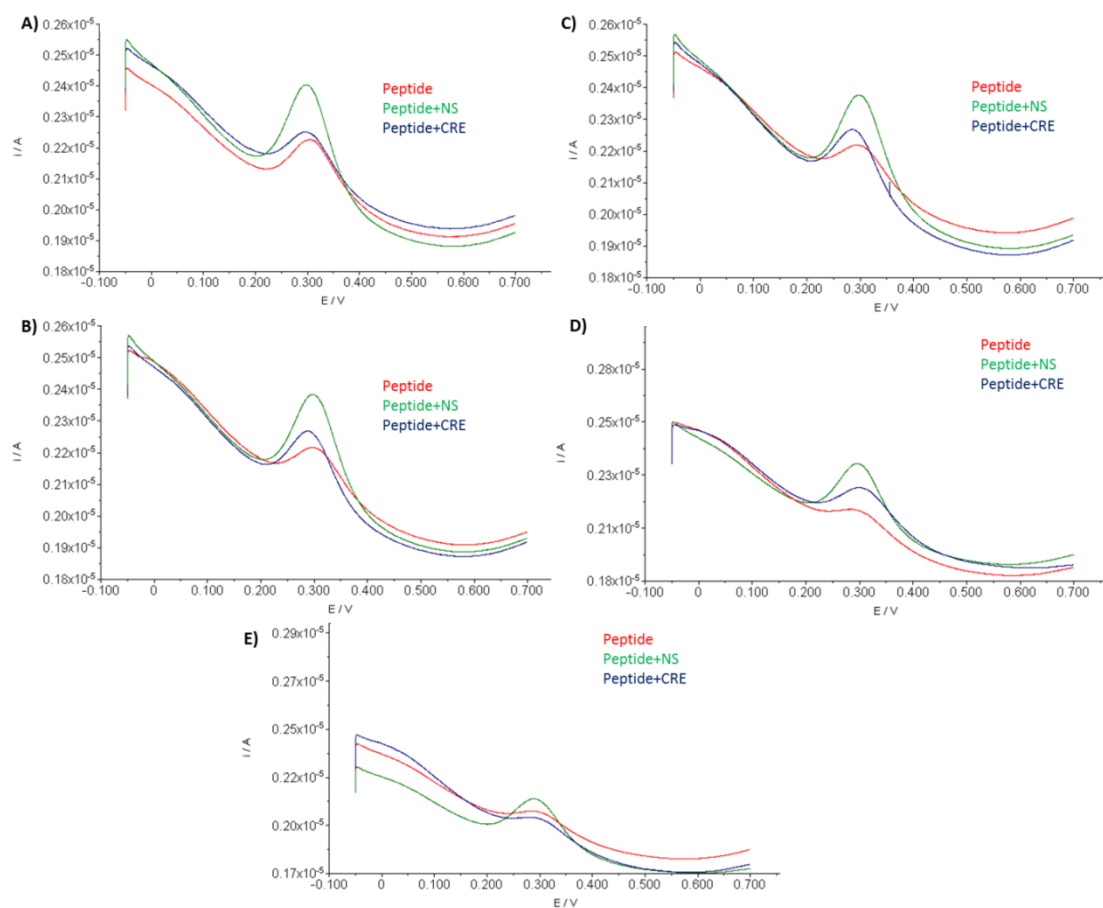 A)
0.26x10⁻⁵
0.25x10⁻⁵
0.24x10⁻⁵
0.23x10⁻⁵
0.22x10⁻⁵
0.21x10⁻⁵
0.20x10⁻⁵
0.19x10⁻⁵
0.18x10⁻⁵
i / A
Peptide
Peptide+NS
Peptide+CRE
-0.100 0 0.100 0.200 0.300 0.400 0.500 0.600 0.700
E / V
C)
0.26x10⁻⁵
0.25x10⁻⁵
0.24x10⁻⁵
0.23x10⁻⁵
0.22x10⁻⁵
0.21x10⁻⁵
0.20x10⁻⁵
0.19x10⁻⁵
0.18x10⁻⁵
i / A
Peptide
Peptide+NS
Peptide+CRE
-0.100 0 0.100 0.200 0.300 0.400 0.500 0.600 0.700
E / V
B)
0.26x10⁻⁵
0.25x10⁻⁵
0.24x10⁻⁵
0.23x10⁻⁵
0.22x10⁻⁵
0.21x10⁻⁵
0.20x10⁻⁵
0.19x10⁻⁵
0.18x10⁻⁵
i / A
Peptide
Peptide+NS
Peptide+CRE
-0.100 0 0.100 0.200 0.300 0.400 0.500 0.600 0.700
E / V
D)
0.28x10⁻⁵
0.25x10⁻⁵
0.23x10⁻⁵
0.21x10⁻⁵
0.18x10⁻⁵
i / A
Peptide
Peptide+NS
Peptide+CRE
-0.100 0 0.100 0.200 0.300 0.400 0.500 0.600 0.700
E / V
E)
0.29x10⁻⁵
0.27x10⁻⁵
0.25x10⁻⁵
0.22x10⁻⁵
0.20x10⁻⁵
0.17x10⁻⁵
i / A
Peptide
Peptide+NS
Peptide+CRE
-0.100 0 0.100 0.200 0.300 0.400 0.500 0.600 0.700
E / V